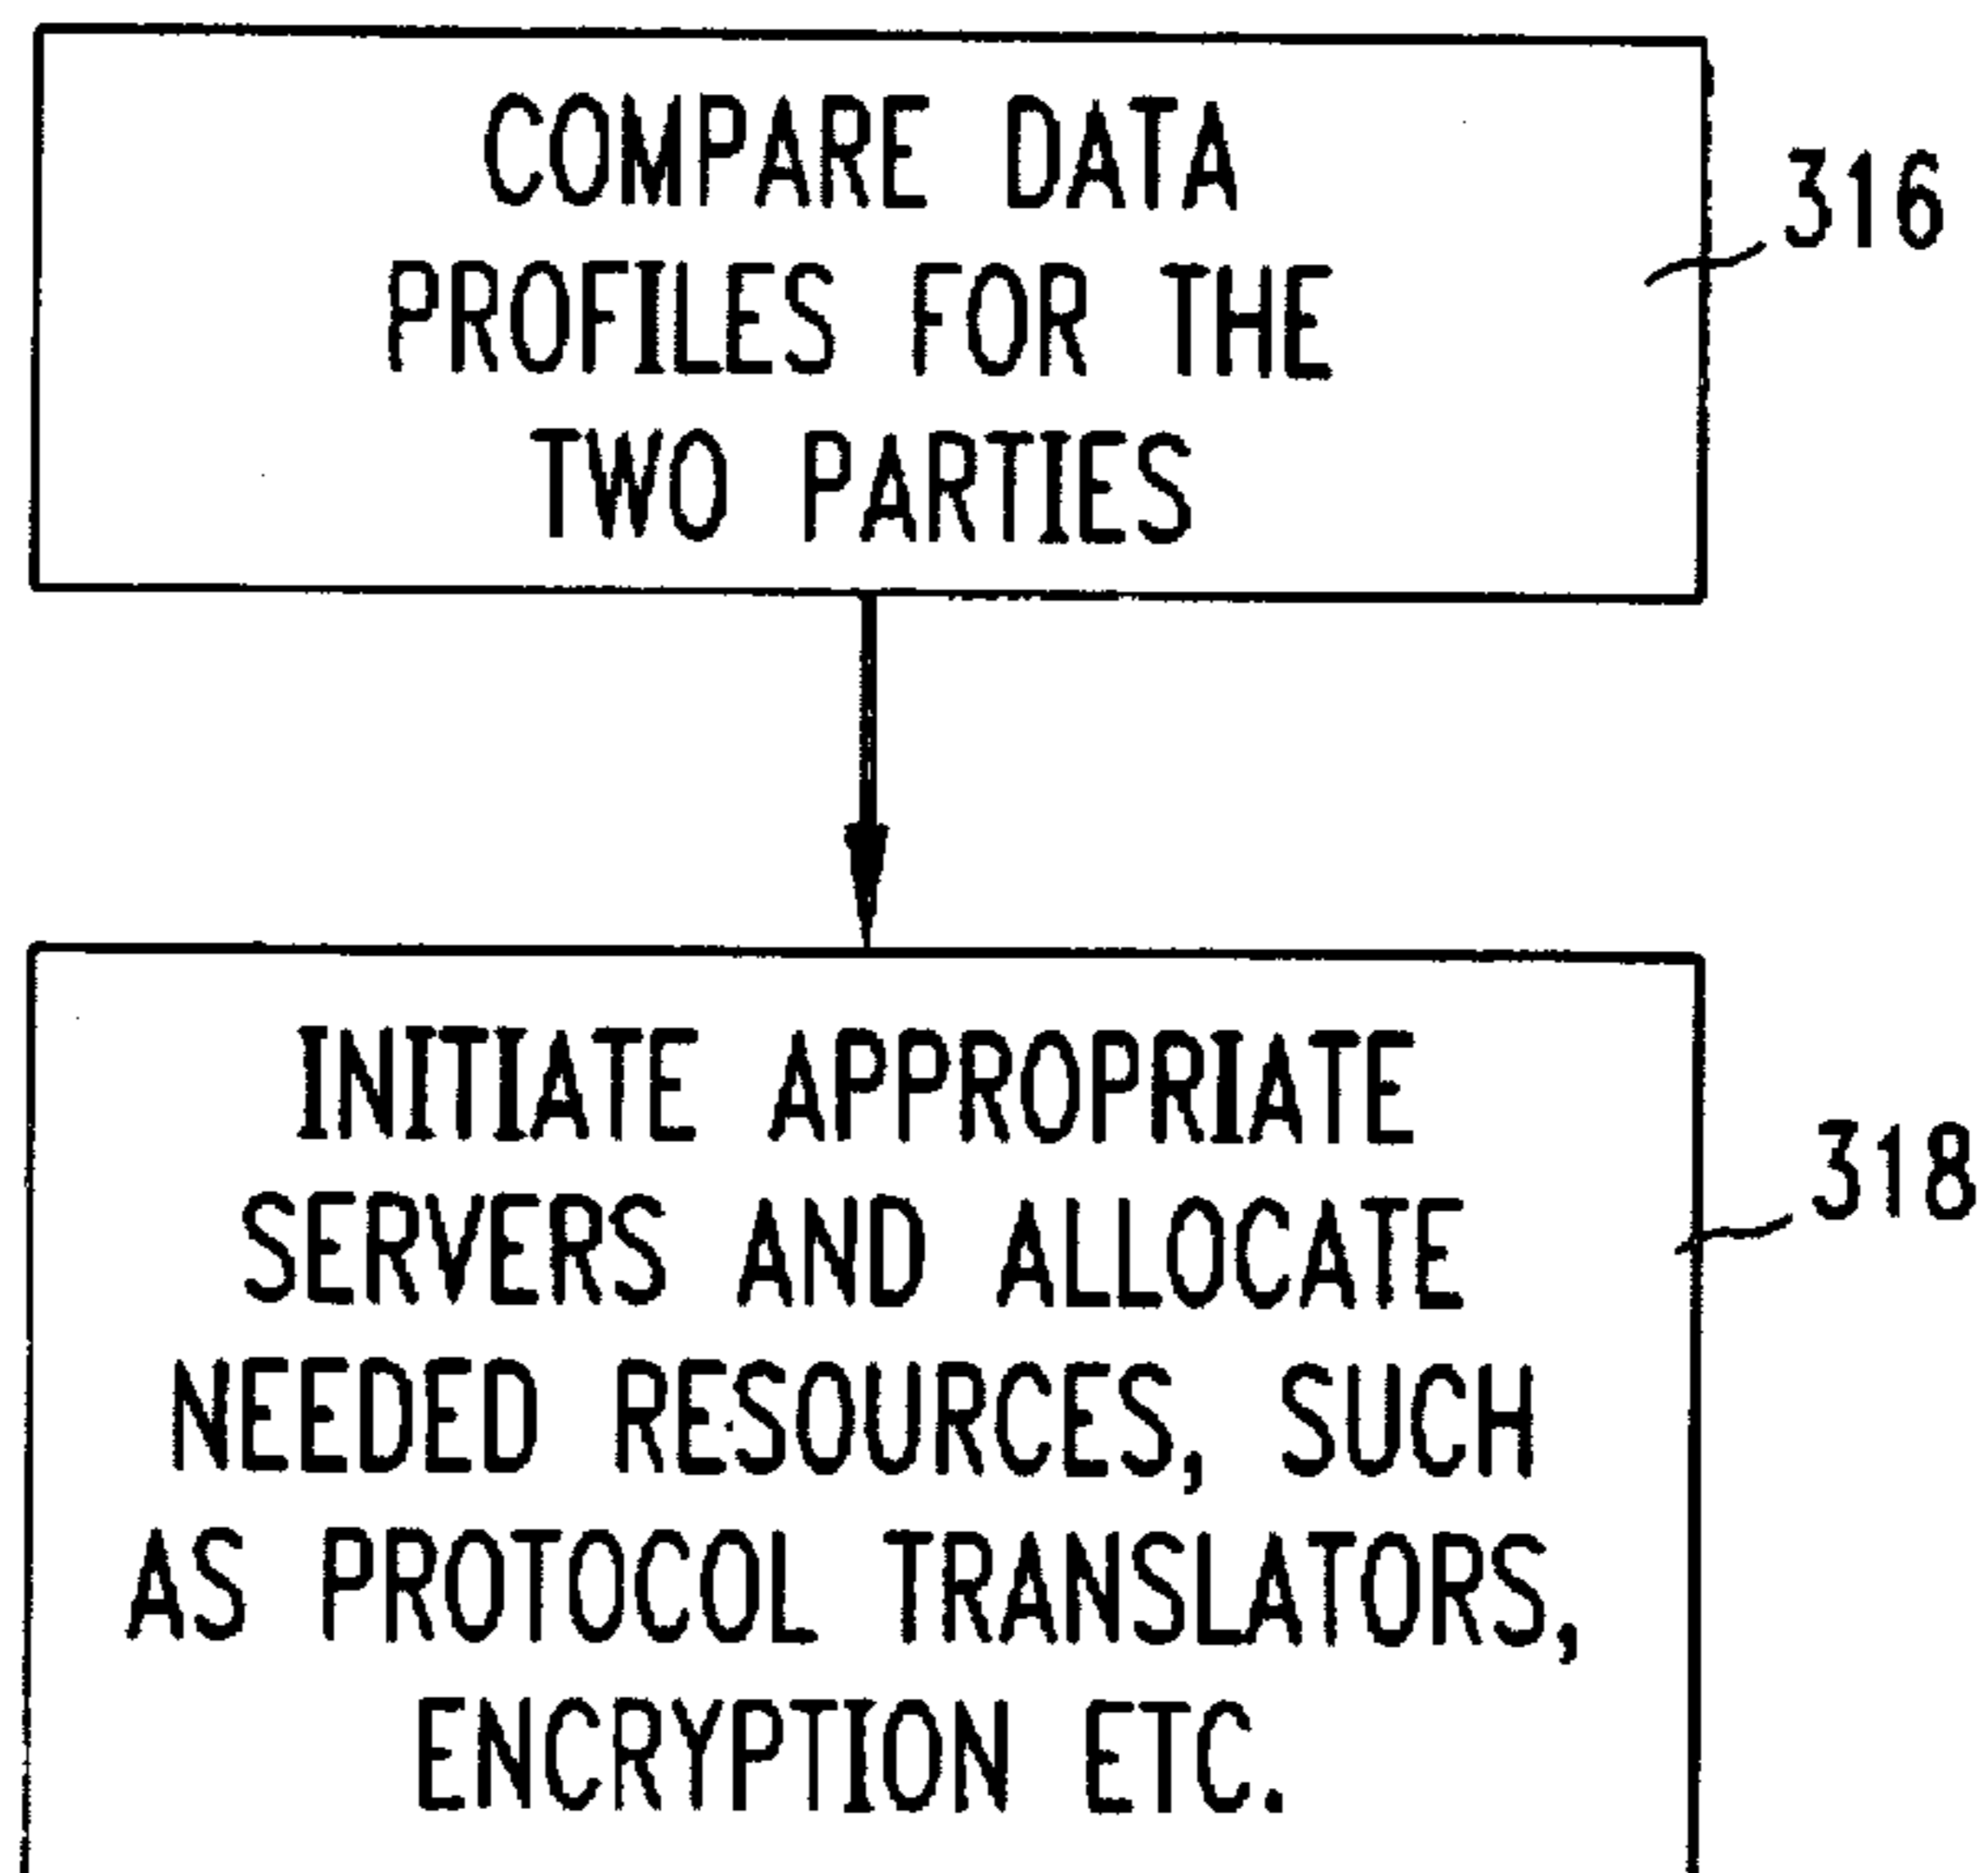 COMPARE DATA
PROFILES FOR THE
TWO PARTIES
316
INITIATE APPROPRIATE
SERVERS AND ALLOCATE
NEEDED RESOURCES, SUCH
AS PROTOCOL TRANSLATORS,
ENCRYPTION ETC.
318